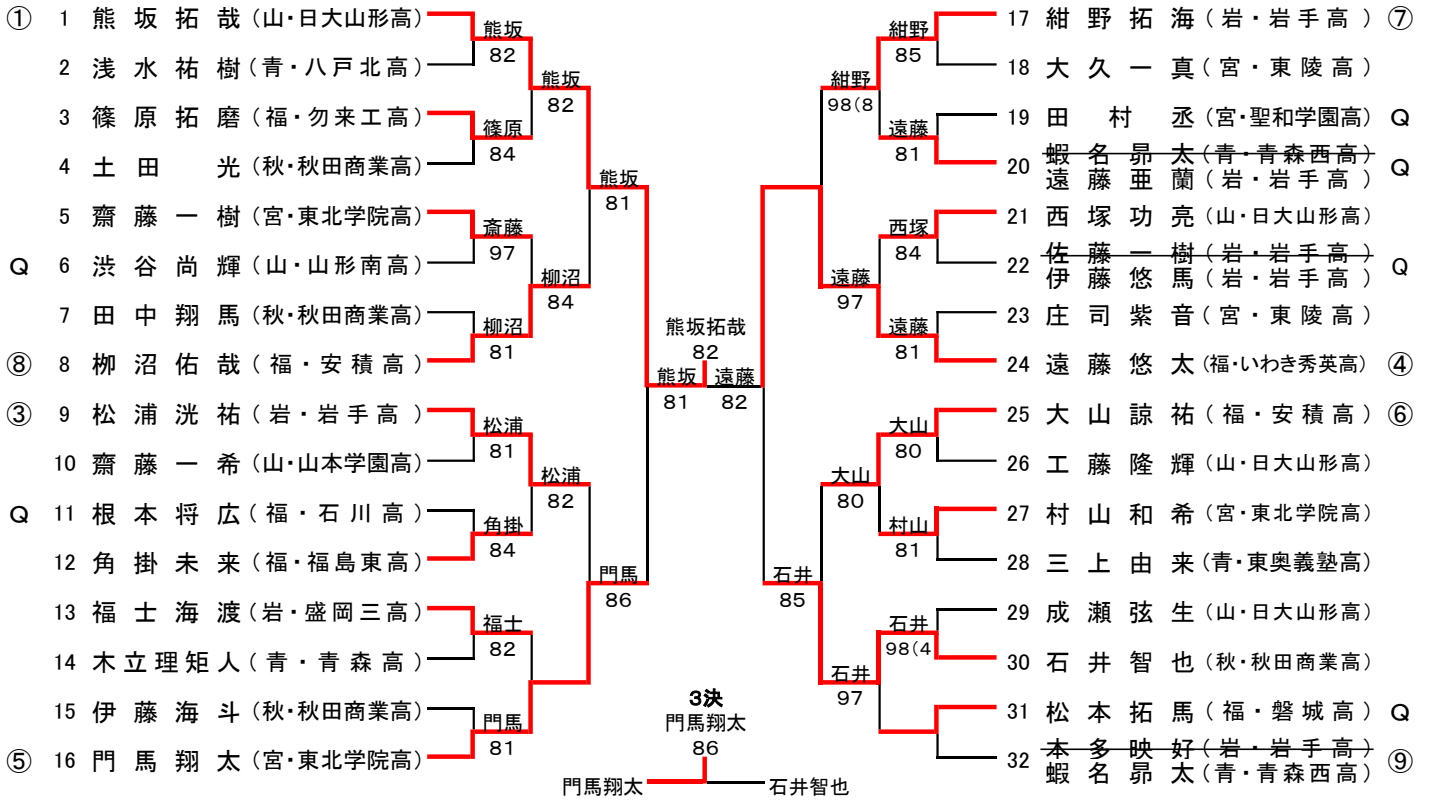 ① 1 熊坂拓哉(山・日大山形高)
2 浅水祐樹(青・八戸北高)
3 篠原拓磨(福・勿来工高)
4 土田 光(秋・秋田商業高)
5 齋藤一樹(宮・東北学院高)
Q 6 渋谷尚輝(山・山形南高)
7 田中翔馬(秋・秋田商業高)
⑧ 8 栁沼佑哉(福・安積高)
③ 9 松浦洸祐(岩・岩手高)
10 齋藤一希(山・山本学園高)
Q 11 根本将広(福・石川高)
12 角掛未来(福・福島東高)
13 福士海渡(岩・盛岡三高)
14 木立理矩人(青・青森高)
15 伊藤海斗(秋・秋田商業高)
⑤ 16 門馬翔太(宮・東北学院高)
熊坂
82
篠原
84
斎藤
97
柳沼
81
松浦
81
角掛
84
福士
82
門馬
81
熊坂
82
柳沼
84
松浦
82
熊坂
81
門馬
86
熊坂
81
熊坂拓哉
82
遠藤
82
3決
門馬翔太
86
門馬翔太
石井智也
石井
85
紺野
98(8
遠藤
97
大山
80
石井
97
紺野
85
遠藤
81
西塚
84
遠藤
81
大山
80
村山
81
石井
98(4
17 紺野拓海(岩・岩手高) ⑦
18 大久一真(宮・東陵高)
19 田村 丞(宮・聖和学園高) Q
20 蝦名昴太(青・青森西高) Q
遠藤亜蘭(岩・岩手高)
21 西塚功亮(山・日大山形高)
22 佐藤一樹(岩・岩手高) Q
伊藤悠馬(岩・岩手高)
23 庄司紫音(宮・東陵高)
24 遠藤悠太(福・いわき秀英高) ④
25 大山諒祐(福・安積高) ⑥
26 工藤隆輝(山・日大山形高)
27 村山和希(宮・東北学院高)
28 三上由来(青・東奥義塾高)
29 成瀬弦生(山・日大山形高)
30 石井智也(秋・秋田商業高)
31 松本拓馬(福・磐城高) Q
32 本多映好(岩・岩手高) ⑨
蝦名昴太(青・青森西高)